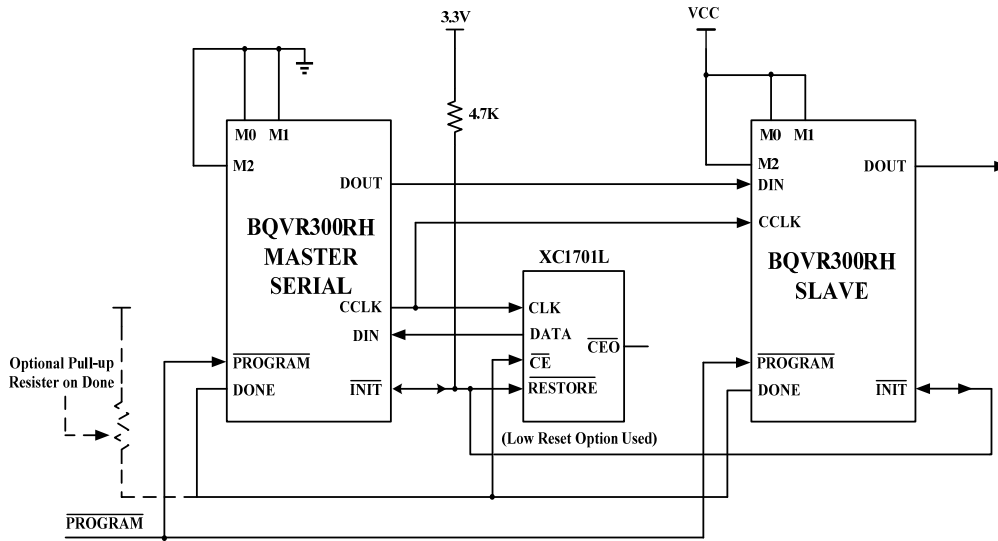 3.3V
VCC
4.7K
M0 M1
M2
DOUT
BQVR300RH
MASTER
SERIAL
CCLK
DIN
PROGRAM
DONE
INIT
XC1701L
CLK
DATA
CE
CEO
RESTORE
(Low Reset Option Used)
M0 M1
M2
DIN
DOUT
CCLK
BQVR300RH
SLAVE
PROGRAM
DONE
INIT
Optional Pull-up
Resister on Done
PROGRAM